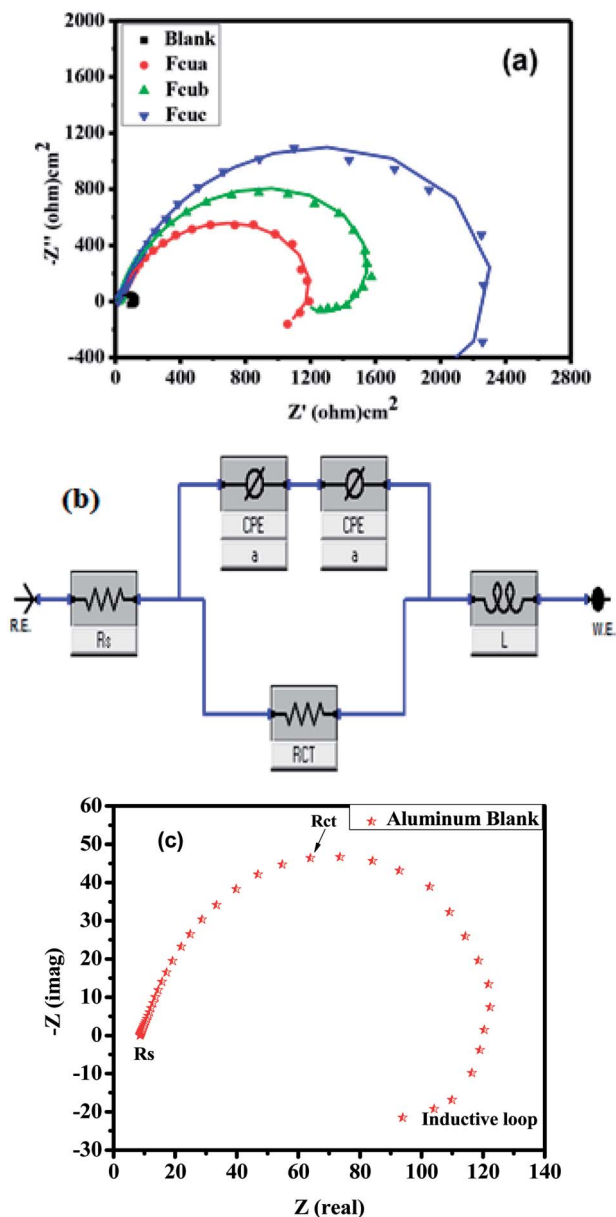 2000
1600
1200
800
400
0
-400
-Z'' (ohm)cm2
Blank
Fcua
Fcub
Fcuc
(a)
0 400 800 1200 1600 2000 2400 2800
Z' (ohm)cm2
(b)
CPE
a
CPE
a
R.E.
Rs
L
W.E.
RCT
60
50
40
30
20
10
0
-10
-20
-30
-Z (imag)
(c)
Rct
Aluminum Blank
Rs
Inductive loop
0 20 40 60 80 100 120 140
Z (real)